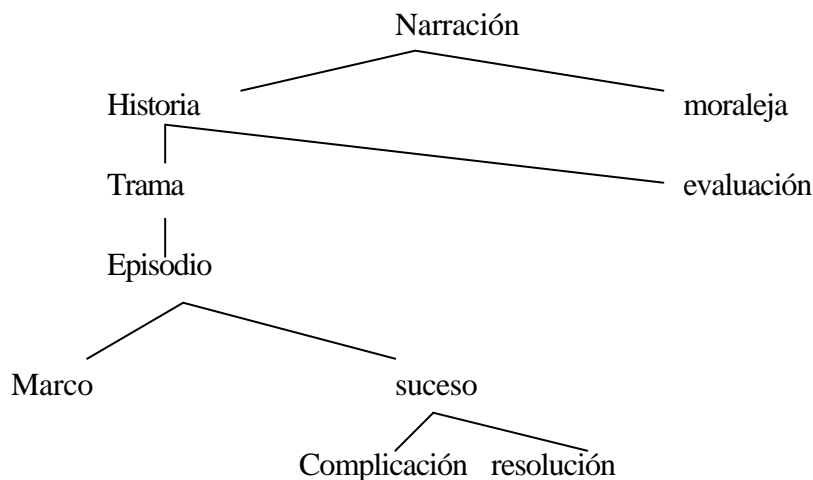 Narración
Historia moraleja
Trama evaluación
Episodio
Marco suceso
Complicación resolución